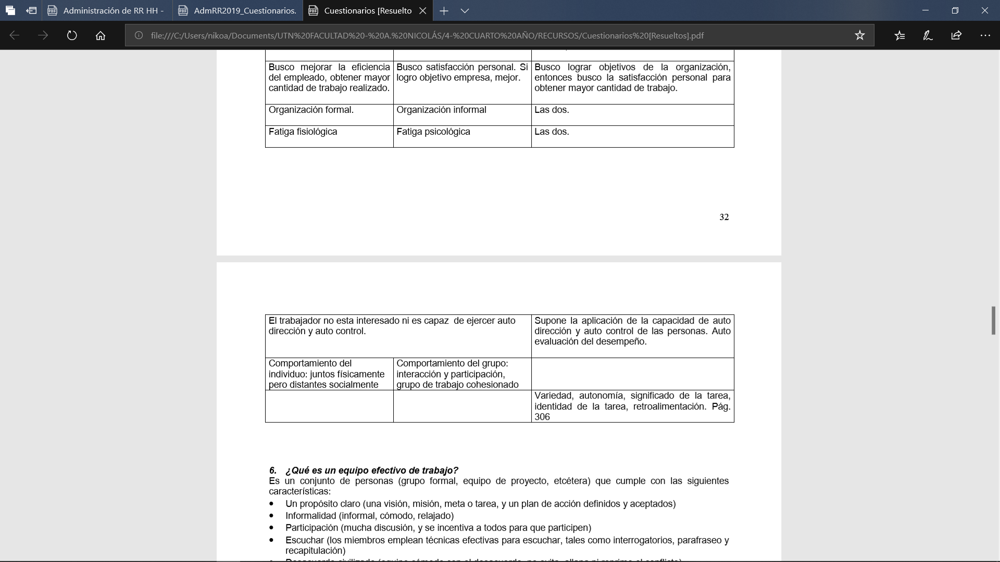 Administración de RR HH -
AdmRR2019_Cuestionarios.
Cuestionarios [Resuelto
file:///C:/Users/nikoa/Documents/UTN%20FACULTAD%20-%20A.%20NICOLÁS/4-%20CUARTO%20AÑO/RECURSOS/Cuestionarios%20[Resueltos].pdf
Busco mejorar la eficiencia
del empleado, obtener mayor
cantidad de trabajo realizado.
Busco satisfacción personal. Si
logro objetivo empresa, mejor.
Busco lograr objetivos de la organización,
entonces busco la satisfacción personal para
obtener mayor cantidad de trabajo.
Organización formal.
Organización informal
Las dos.
Fatiga fisiológica
Fatiga psicológica
Las dos.
32
El trabajador no esta interesado ni es capaz de ejercer auto
dirección y auto control.
Supone la aplicación de la capacidad de auto
dirección y auto control de las personas. Auto
evaluación del desempeño.
Comportamiento del
individuo: juntos físicamente
pero distantes socialmente
Comportamiento del grupo:
interacción y participación,
grupo de trabajo cohesionado
Variedad, autonomía, significado de la tarea,
identidad de la tarea, retroalimentación. Pág.
306
6. ¿Qué es un equipo efectivo de trabajo?
Es un conjunto de personas (grupo formal, equipo de proyecto, etcétera) que cumple con las siguientes
características:
• Un propósito claro (una visión, misión, meta o tarea, y un plan de acción definidos y aceptados)
• Informalidad (informal, cómodo, relajado)
• Participación (mucha discusión, y se incentiva a todos para que participen)
• Escuchar (los miembros emplean técnicas efectivas para escuchar, tales como interrogatorios, parafraseo y
recapitulación)